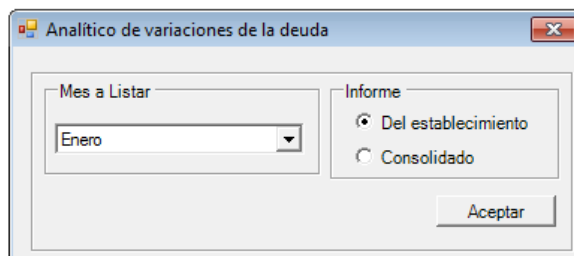 Analítico de variaciones de la deuda
Mes a Listar
Enero
Informe
Del establecimiento
Consolidado
Aceptar